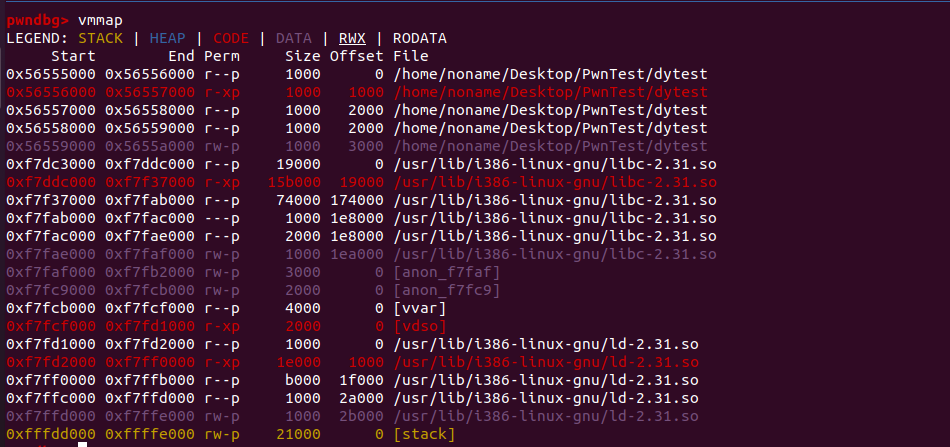 pwndbg> vmmap
LEGEND: STACK | HEAP | CODE | DATA | RWX | RODATA
Start End Perm Size Offset File
0x56555000 0x56556000 r--p 1000 0 /home/noname/Desktop/PwnTest/dytest
0x56556000 0x56557000 r-xp 1000 1000 /home/noname/Desktop/PwnTest/dytest
0x56557000 0x56558000 r--p 1000 2000 /home/noname/Desktop/PwnTest/dytest
0x56558000 0x56559000 r--p 1000 2000 /home/noname/Desktop/PwnTest/dytest
0x56559000 0x5655a000 rw-p 1000 3000 /home/noname/Desktop/PwnTest/dytest
0xf7dc3000 0xf7ddc000 r--p 19000 0 /usr/lib/i386-linux-gnu/libc-2.31.so
0xf7ddc000 0xf7f37000 r-xp 15b000 19000 /usr/lib/i386-linux-gnu/libc-2.31.so
0xf7f37000 0xf7fab000 r--p 74000 174000 /usr/lib/i386-linux-gnu/libc-2.31.so
0xf7fab000 0xf7fac000 ---p 1000 1e8000 /usr/lib/i386-linux-gnu/libc-2.31.so
0xf7fac000 0xf7fae000 r--p 2000 1e8000 /usr/lib/i386-linux-gnu/libc-2.31.so
0xf7fae000 0xf7faf000 rw-p 1000 1ea000 /usr/lib/i386-linux-gnu/libc-2.31.so
0xf7faf000 0xf7fb2000 rw-p 3000 0 [anon_f7faf]
0xf7fc9000 0xf7fcb000 rw-p 2000 0 [anon_f7fc9]
0xf7fcb000 0xf7fcf000 r--p 4000 0 [vvar]
0xf7fcf000 0xf7fd1000 r-xp 2000 0 [vdso]
0xf7fd1000 0xf7fd2000 r--p 1000 0 /usr/lib/i386-linux-gnu/ld-2.31.so
0xf7fd2000 0xf7ff0000 r-xp 1e000 1000 /usr/lib/i386-linux-gnu/ld-2.31.so
0xf7ff0000 0xf7ffb000 r--p b000 1f000 /usr/lib/i386-linux-gnu/ld-2.31.so
0xf7ffc000 0xf7ffd000 r--p 1000 2a000 /usr/lib/i386-linux-gnu/ld-2.31.so
0xf7ffd000 0xf7ffe000 rw-p 1000 2b000 /usr/lib/i386-linux-gnu/ld-2.31.so
0xfffdd000 0xffffe000 rw-p 21000 0 [stack]
pwndbg>